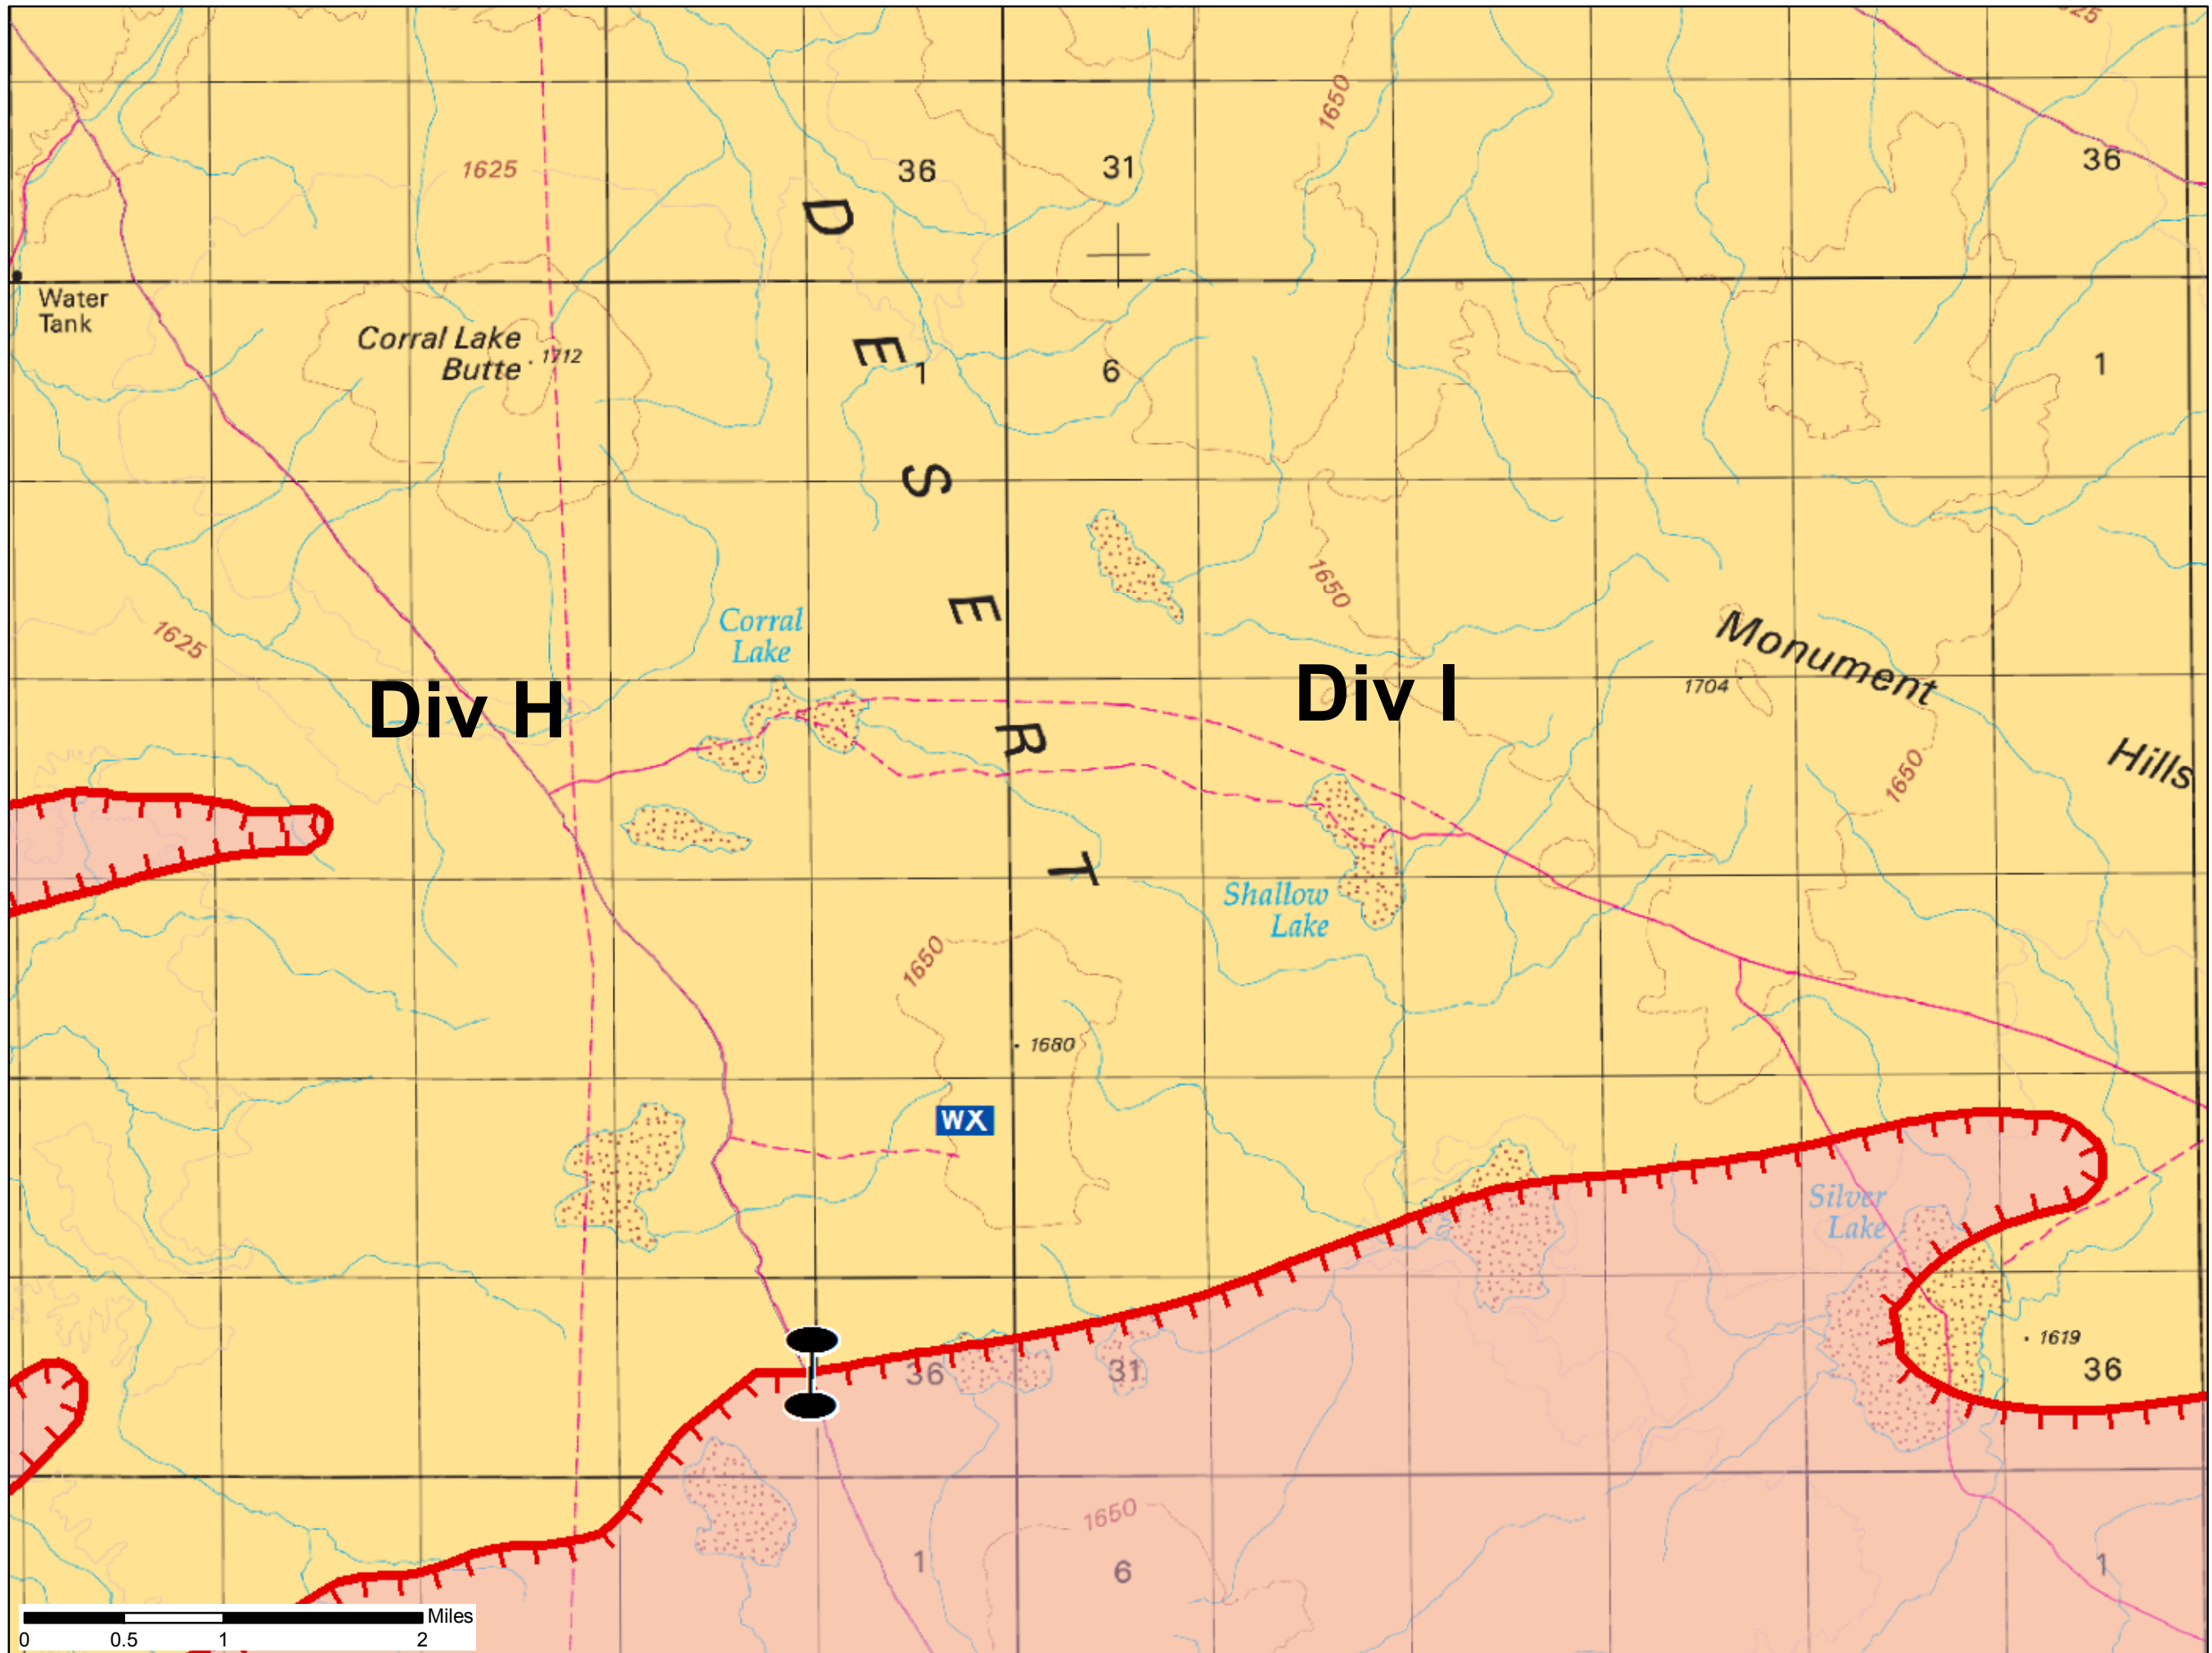 25
1650
36
31
36
1625
D
Water
Tank
Corral Lake
Butte
1712
E
1
6
1
S
1650
E
Corral
Lake
1625
Monument
Hills
1704
Div H
Div I
R
1650
T
Shallow
Lake
1650
1680
WX
Silver
Lake
1619
36
31
36
1650
1
6
1
Miles
0
0.5
1
2